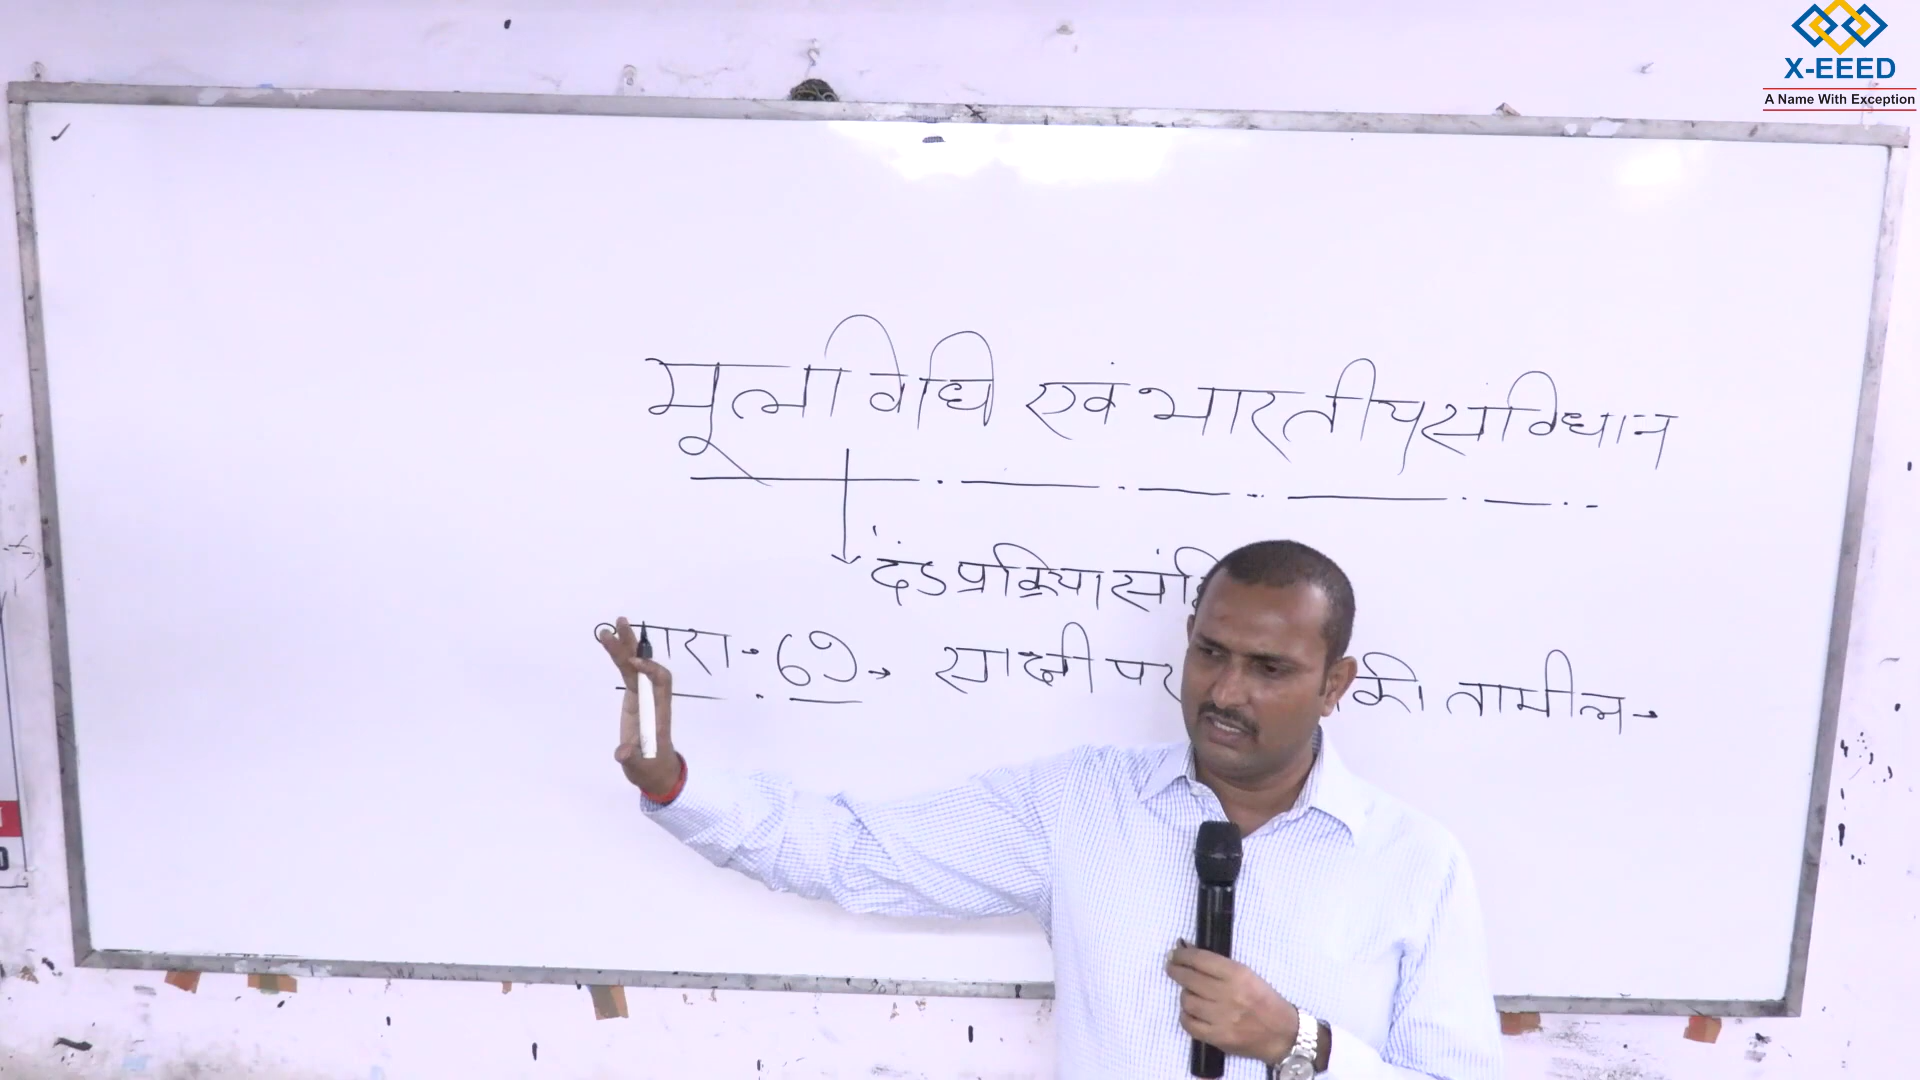 X-EEED
A Name With Exception
मूल विधि एवं भारतीय संविधान
दंड प्रक्रिया
धारा - 69 → साक्षी पर की तामील -